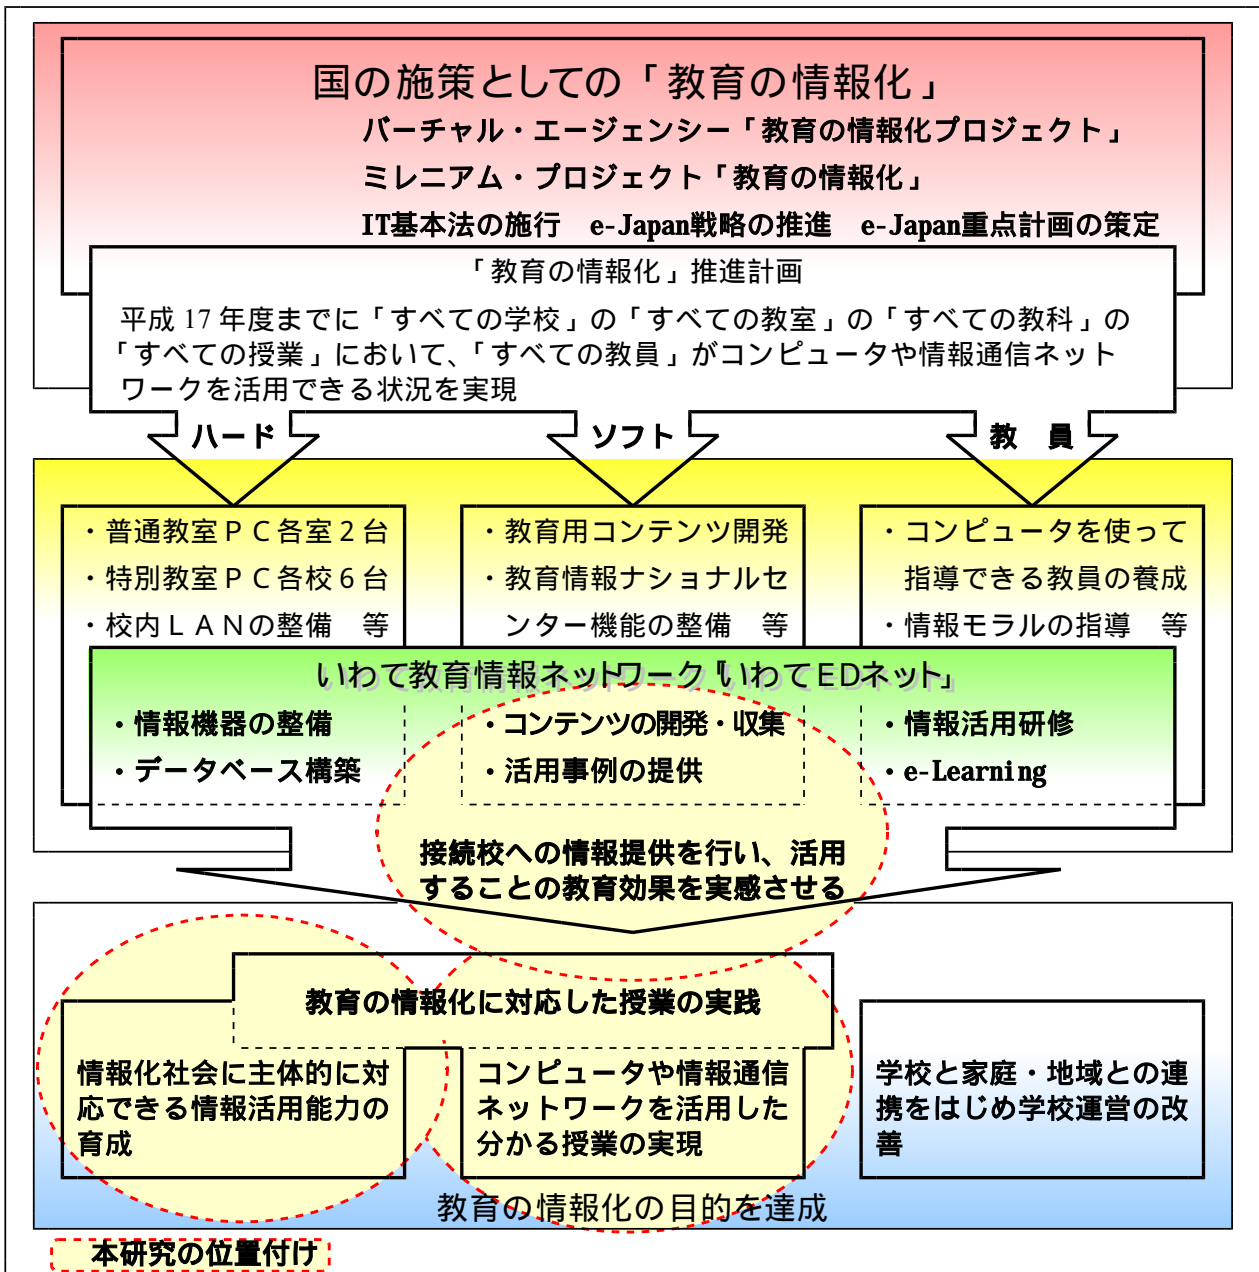 国の施策としての「教育の情報化」
バーチャル・エージェンシー「教育の情報化プロジェクト」
ミレニアム・プロジェクト「教育の情報化」
IT基本法の施行　e-Japan戦略の推進　e-Japan重点計画の策定
「教育の情報化」推進計画
平成 17 年度までに「すべての学校」の「すべての教室」の「すべての教科」の
「すべての授業」において、「すべての教員」がコンピュータや情報通信ネット
ワークを活用できる状況を実現
ハード
ソフト
教　員
・普通教室ＰＣ各室２台
・特別教室ＰＣ各校６台
・校内ＬＡＮの整備　等
・教育用コンテンツ開発
・教育情報ナショナルセ
ンター機能の整備　等
・コンピュータを使って
指導できる教員の養成
・情報モラルの指導　等
いわて教育情報ネットワーク「いわてEDネット」
・情報機器の整備
・データベース構築
・コンテンツの開発・収集
・活用事例の提供
・情報活用研修
・e-Learning
接続校への情報提供を行い、活用
することの教育効果を実感させる
教育の情報化に対応した授業の実践
情報化社会に主体的に対
応できる情報活用能力の
育成
コンピュータや情報通信
ネットワークを活用した
分かる授業の実現
学校と家庭・地域との連
携をはじめ学校運営の改
善
教育の情報化の目的を達成
本研究の位置付け